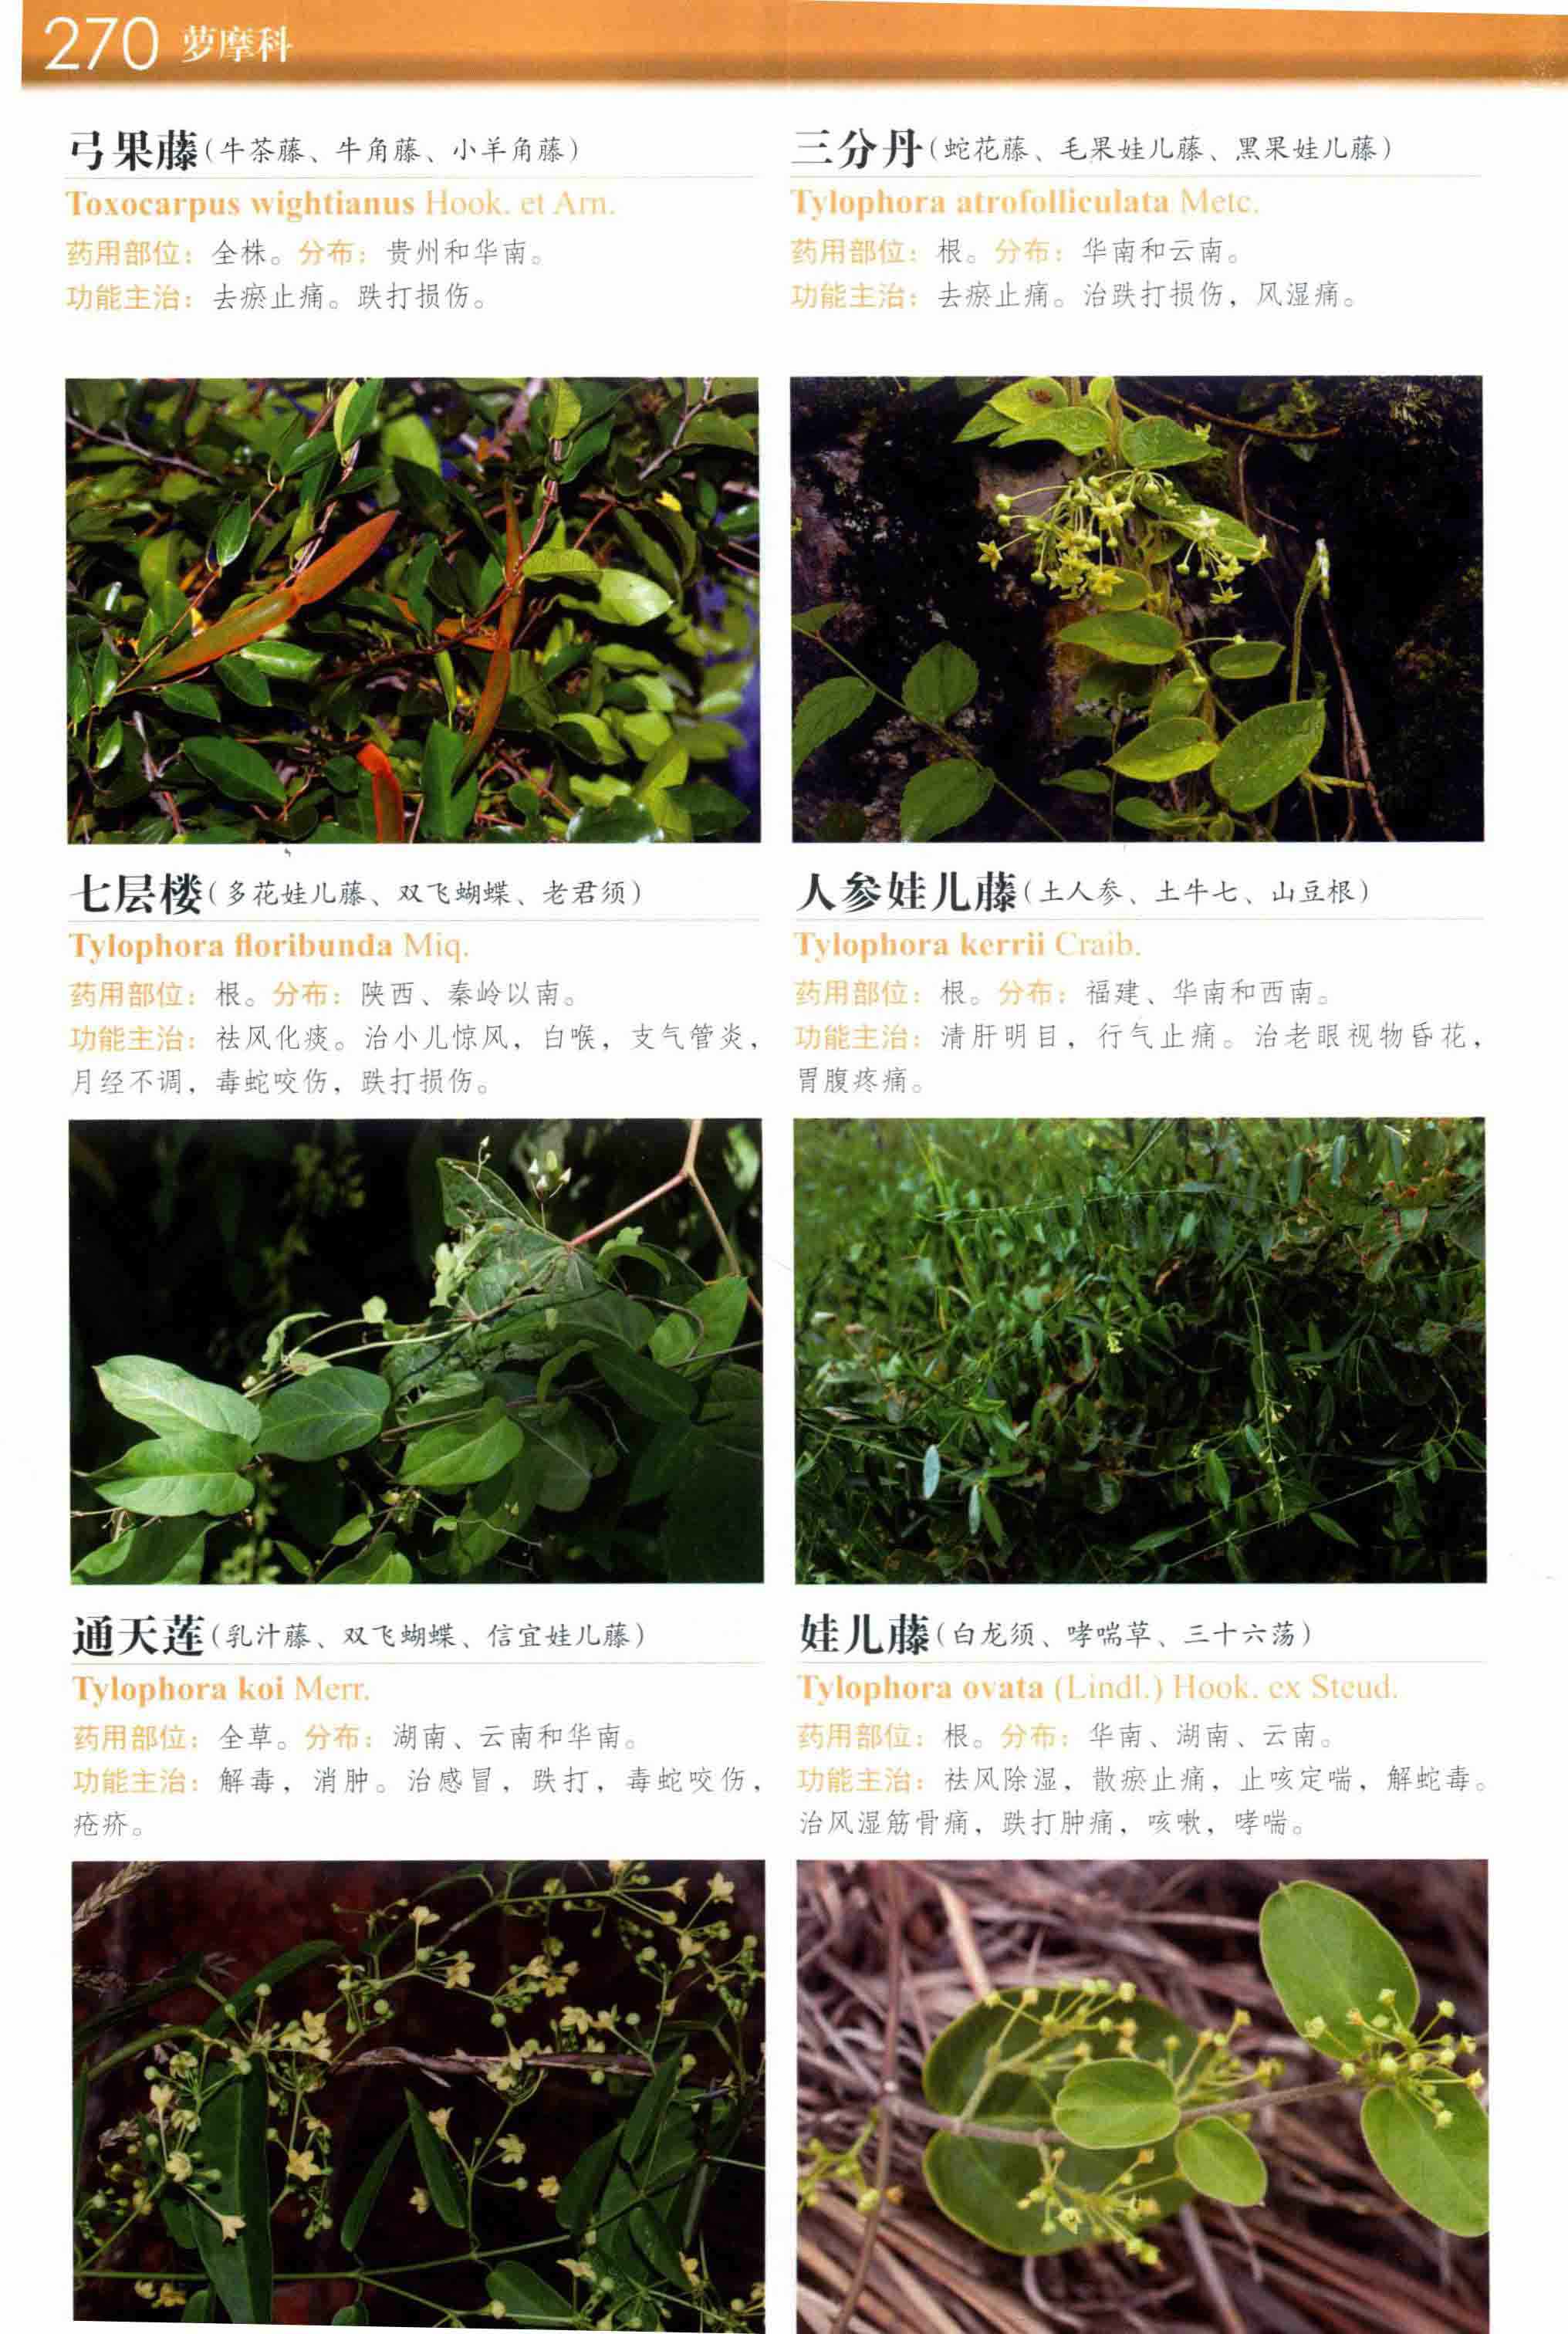 270 萝摩科
弓果藤(牛茶藤、牛角藤、小羊角藤)
Toxocarpus wightianus Hook. et Arn.
药用部位：全株。分布：贵州和华南。
功能主治：去瘀止痛。跌打损伤。
三分丹(蛇花藤、毛果娃儿藤、黑果娃儿藤)
Tylophora atrofolliculata Metc.
药用部位：根。分布：华南和云南。
功能主治：去瘀止痛。治跌打损伤，风湿痛。
七层楼(多花娃儿藤、双飞蝴蝶、老君须)
Tylophora floribunda Miq.
药用部位：根。分布：陕西、秦岭以南。
功能主治：祛风化痰。治小儿惊风，白喉，支气管炎，
月经不调，毒蛇咬伤，跌打损伤。
人参娃儿藤(土人参、土牛七、山豆根)
Tylophora kerrii Craib.
药用部位：根。分布：福建、华南和西南。
功能主治：清肝明目，行气止痛。治老眼视物昏花，
胃腹疼痛。
通天莲(乳汁藤、双飞蝴蝶、信宜娃儿藤)
Tylophora koi Merr.
药用部位：全草。分布：湖南、云南和华南。
功能主治：解毒，消肿。治感冒，跌打，毒蛇咬伤，
疮疥。
娃儿藤(白龙须、哮喘草、三十六荡)
Tylophora ovata (Lindl.) Hook. ex Steud.
药用部位：根。分布：华南、湖南、云南。
功能主治：祛风除湿，散瘀止痛，止咳定喘，解蛇毒。
治风湿筋骨痛，跌打肿痛，咳嗽，哮喘。